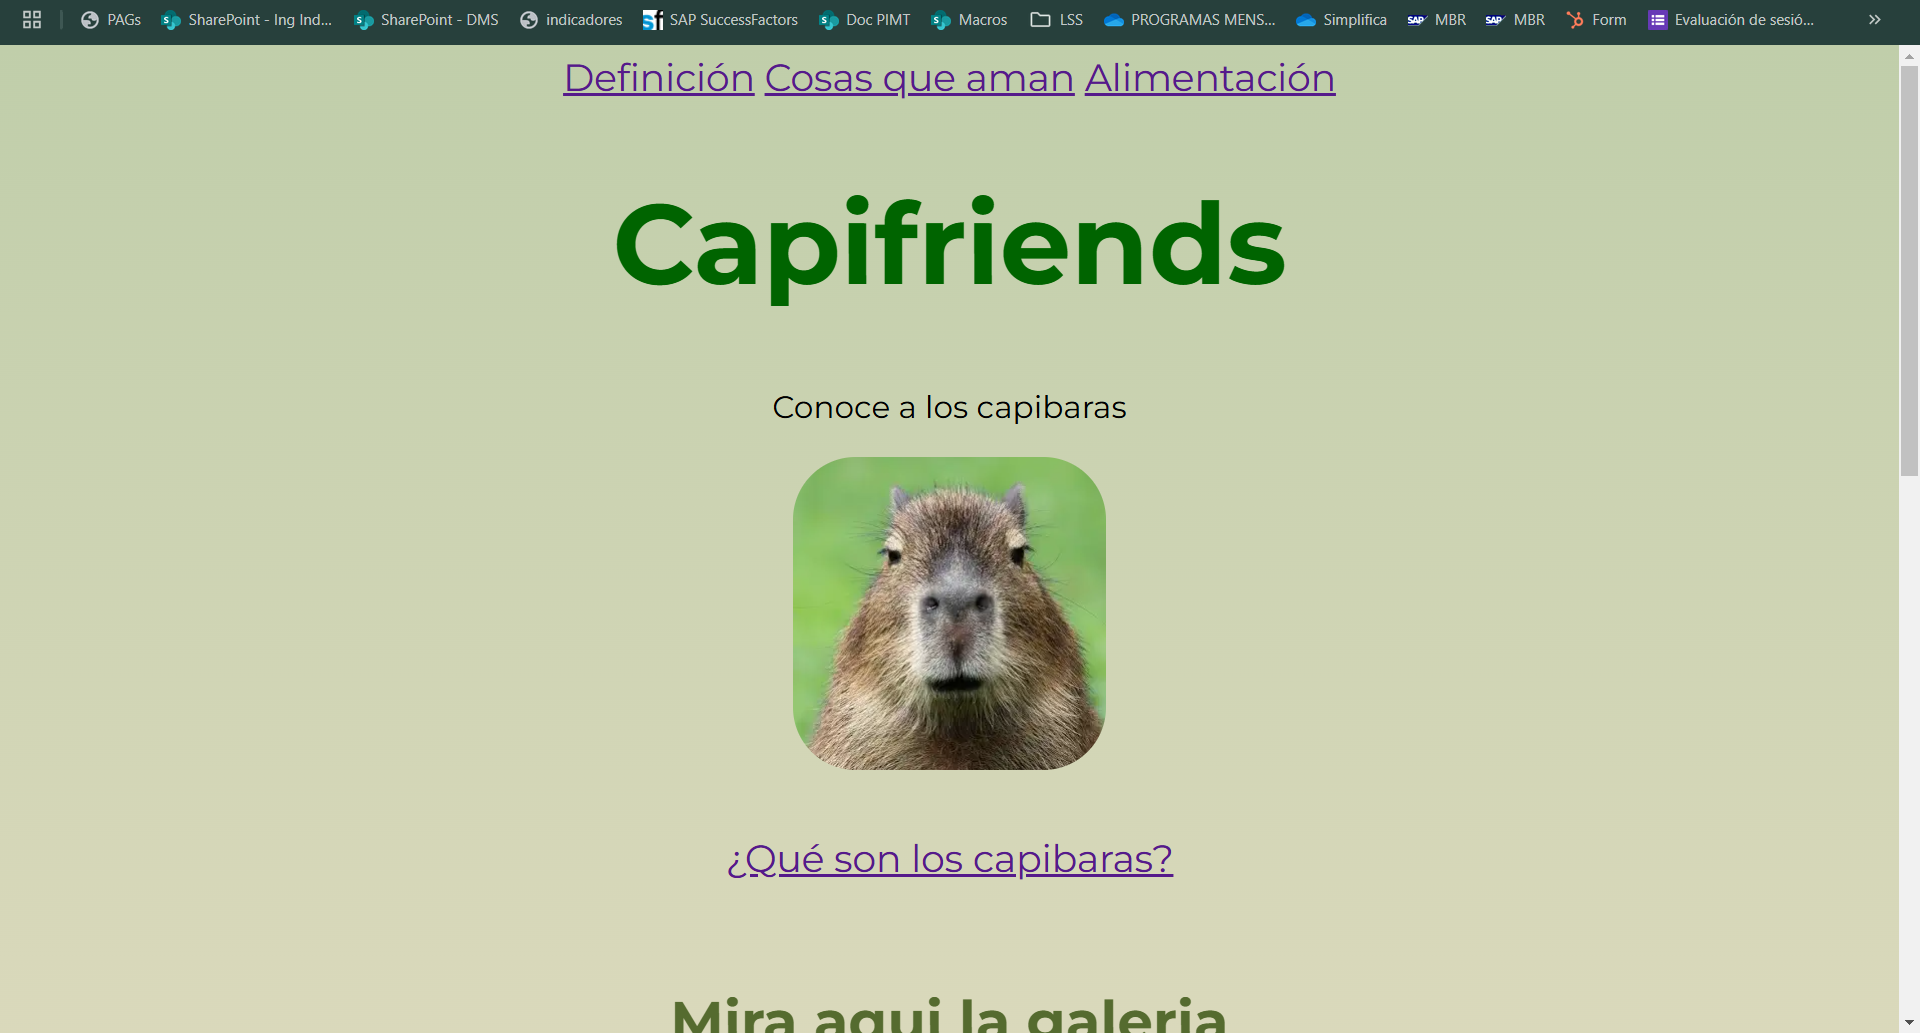 PAGs SharePoint - Ing Ind... SharePoint - DMS indicadores SAP SuccessFactors Doc PIMT Macros LSS PROGRAMAS MENS... Simplifica MBR MBR Form Evaluación de sesió...
Definición Cosas que aman Alimentación
Capifriends
Conoce a los capibaras
¿Qué son los capibaras?
Mira aqui la galeria